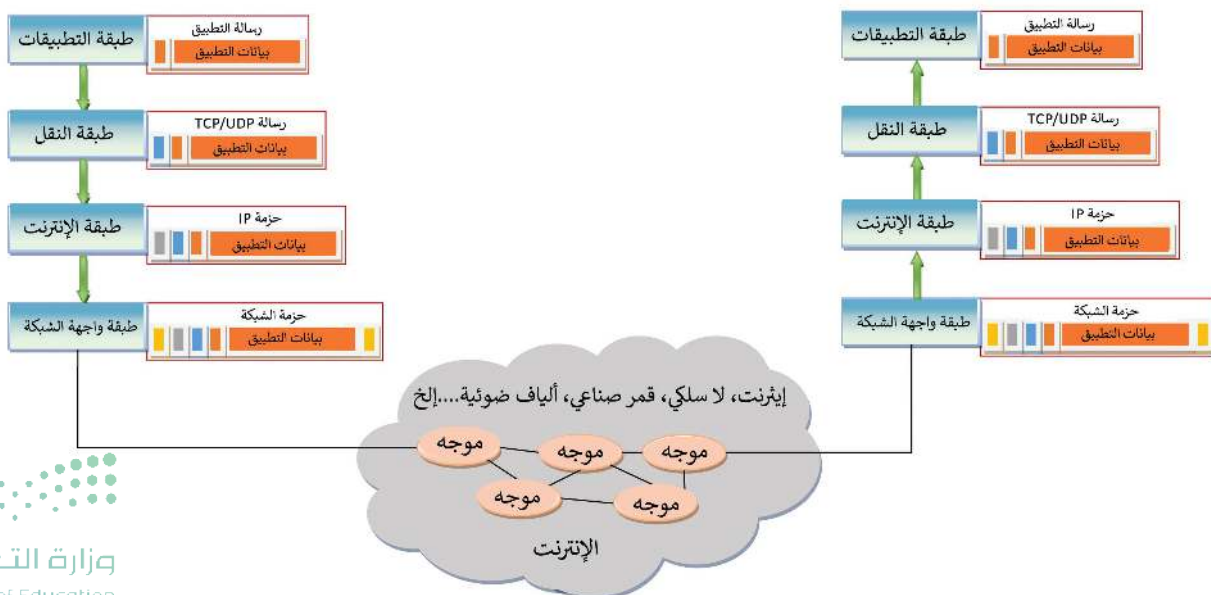 طبقة التطبيقات
رسالة التطبيق
بيانات التطبيق
طبقة النقل
رسالة TCP/UDP
بيانات التطبيق
طبقة الإنترنت
حزمة IP
بيانات التطبيق
طبقة واجهة الشبكة
حزمة الشبكة
بيانات التطبيق
طبقة التطبيقات
رسالة التطبيق
بيانات التطبيق
طبقة النقل
رسالة TCP/UDP
بيانات التطبيق
طبقة الإنترنت
حزمة IP
بيانات التطبيق
طبقة واجهة الشبكة
حزمة الشبكة
بيانات التطبيق
إيثرنت، لا سلكي، قمر صناعي، ألياف ضوئية....إلخ
موجه
موجه
موجه
موجه
موجه
الإنترنت
وزارة
of Education